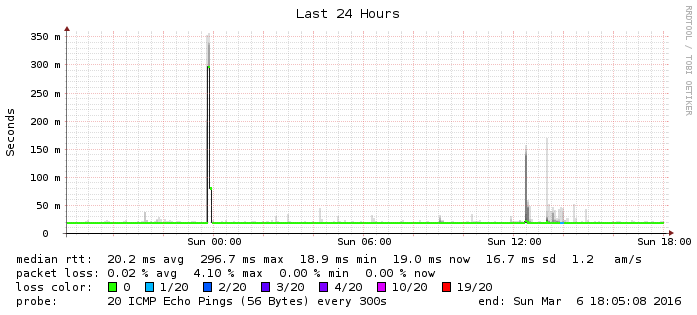 Last 24 Hours
RRDTOOL / TOBI OETIKER
Seconds
350 m
300 m
250 m
200 m
150 m
100 m
50 m
0
Sun 00:00 Sun 06:00 Sun 12:00 Sun 18:00
median rtt: 20.2 ms avg 296.7 ms max 18.9 ms min 19.0 ms now 16.7 ms sd 1.2 am/s
packet loss: 0.02 % avg 4.10 % max 0.00 % min 0.00 % now
loss color: 0 1/20 2/20 3/20 4/20 10/20 19/20
probe: 20 ICMP Echo Pings (56 Bytes) every 300s end: Sun Mar 6 18:05:08 2016